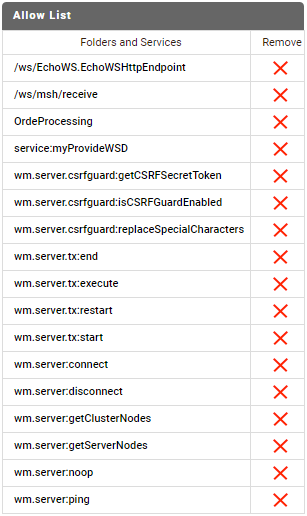 Allow List
Folders and Services Remove
/ws/EchoWS.EchoWSHttpEndpoint
/ws/msh/receive
OrdeProcessing
service:myProvideWSD
wm.server.csrfguard:getCSRFSecretToken
wm.server.csrfguard:isCSRFGuardEnabled
wm.server.csrfguard:replaceSpecialCharacters
wm.server.tx:end
wm.server.tx:execute
wm.server.tx:restart
wm.server.tx:start
wm.server:connect
wm.server:disconnect
wm.server:getClusterNodes
wm.server:getServerNodes
wm.server:noop
wm.server:ping